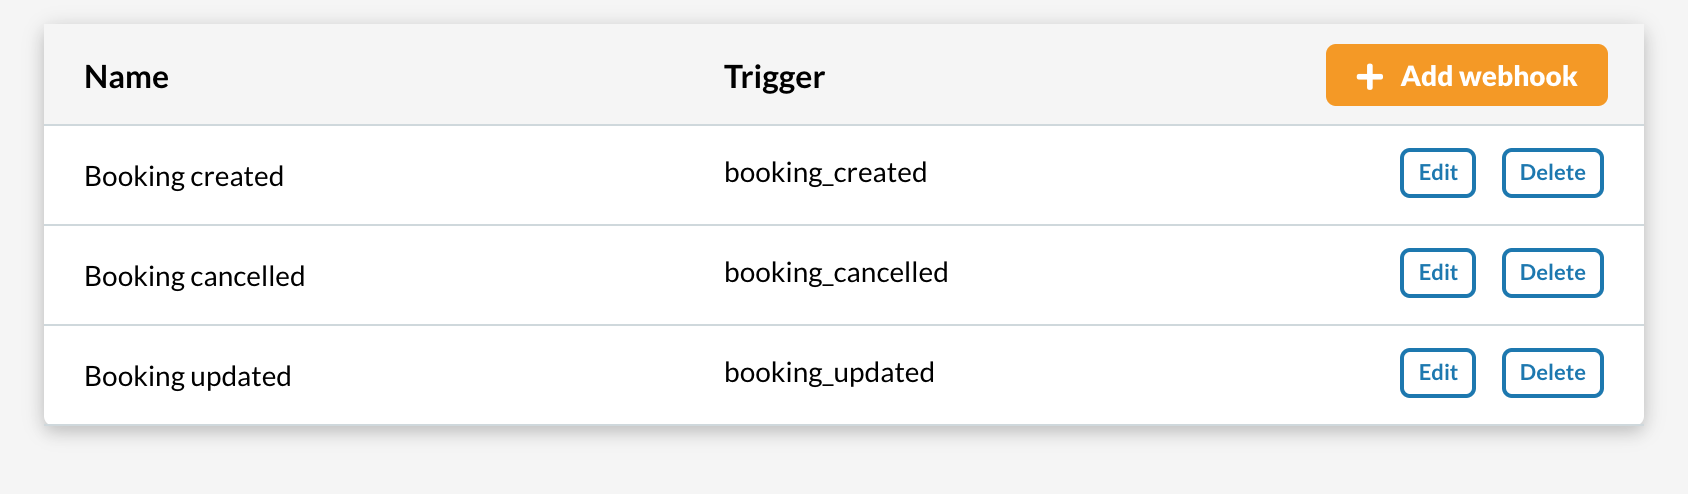 Name Trigger Add webhook
Booking created booking_created Edit Delete
Booking cancelled booking_cancelled Edit Delete
Booking updated booking_updated Edit Delete